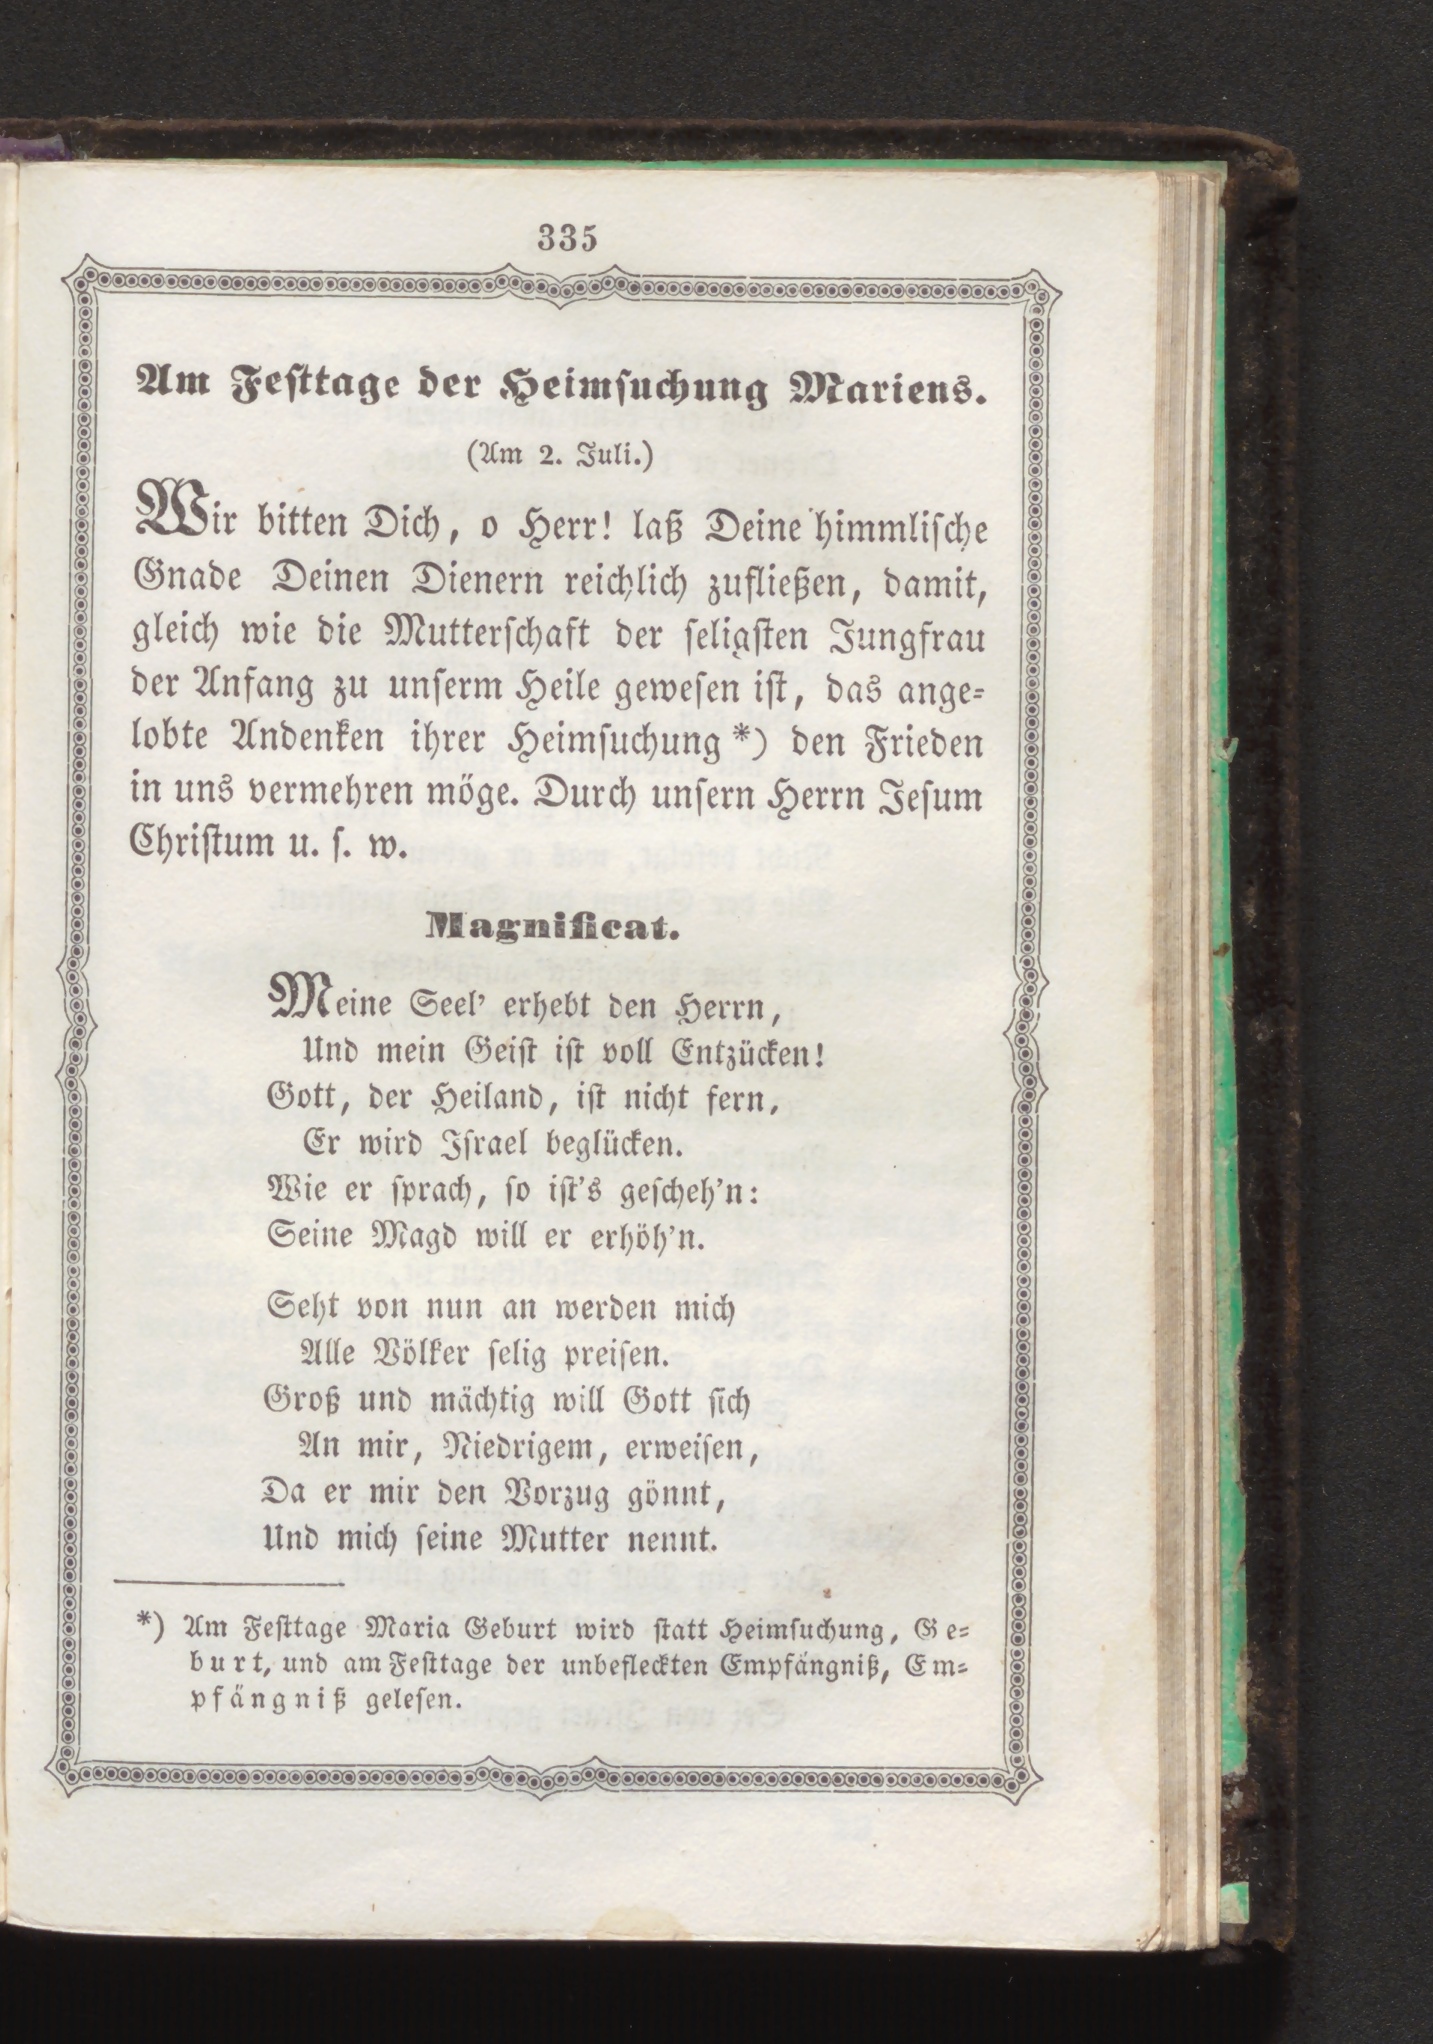 335
Am Festtage der Heimsuchung Mariens.
(Am 2. Juli.)
Wir bitten Dich, o Herr! laß Deine himmlische
Gnade Deinen Dienern reichlich zufließen, damit,
gleich wie die Mutterschaft der seligsten Jungfrau
der Anfang zu unserm Heile gewesen ist, das ange-
lobte Andenken ihrer Heimsuchung *) den Frieden
in uns vermehren möge. Durch unsern Herrn Jesum
Christum u. s. w.
Magnificat.
Meine Seel' erhebt den Herrn,
Und mein Geist ist voll Entzücken!
Gott, der Heiland, ist nicht fern,
Er wird Israel beglücken.
Wie er sprach, so ist's gescheh'n:
Seine Magd will er erhöh'n.
Seht von nun an werden mich
Alle Völker selig preisen.
Groß und mächtig will Gott sich
An mir, Niedrigem, erweisen,
Da er mir den Vorzug gönnt,
Und mich seine Mutter nennt.
*) Am Festtage Maria Geburt wird statt Heimsuchung, Ge-
burt, und am Festtage der unbefleckten Empfängniß, Em-
pfängniß gelesen.